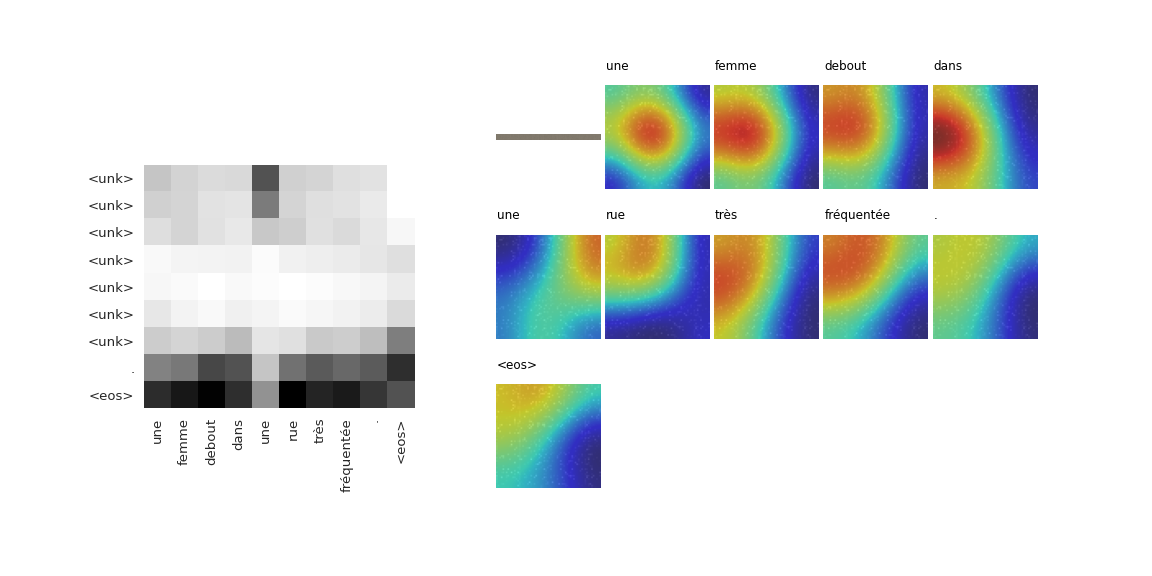 <unk>
<unk>
<unk>
<unk>
<unk>
<unk>
<unk>
.
<eos>
une
femme
debout
dans
une
rue
très
fréquentée
.
<eos>
une femme debout dans
une rue très fréquentée .
<eos>